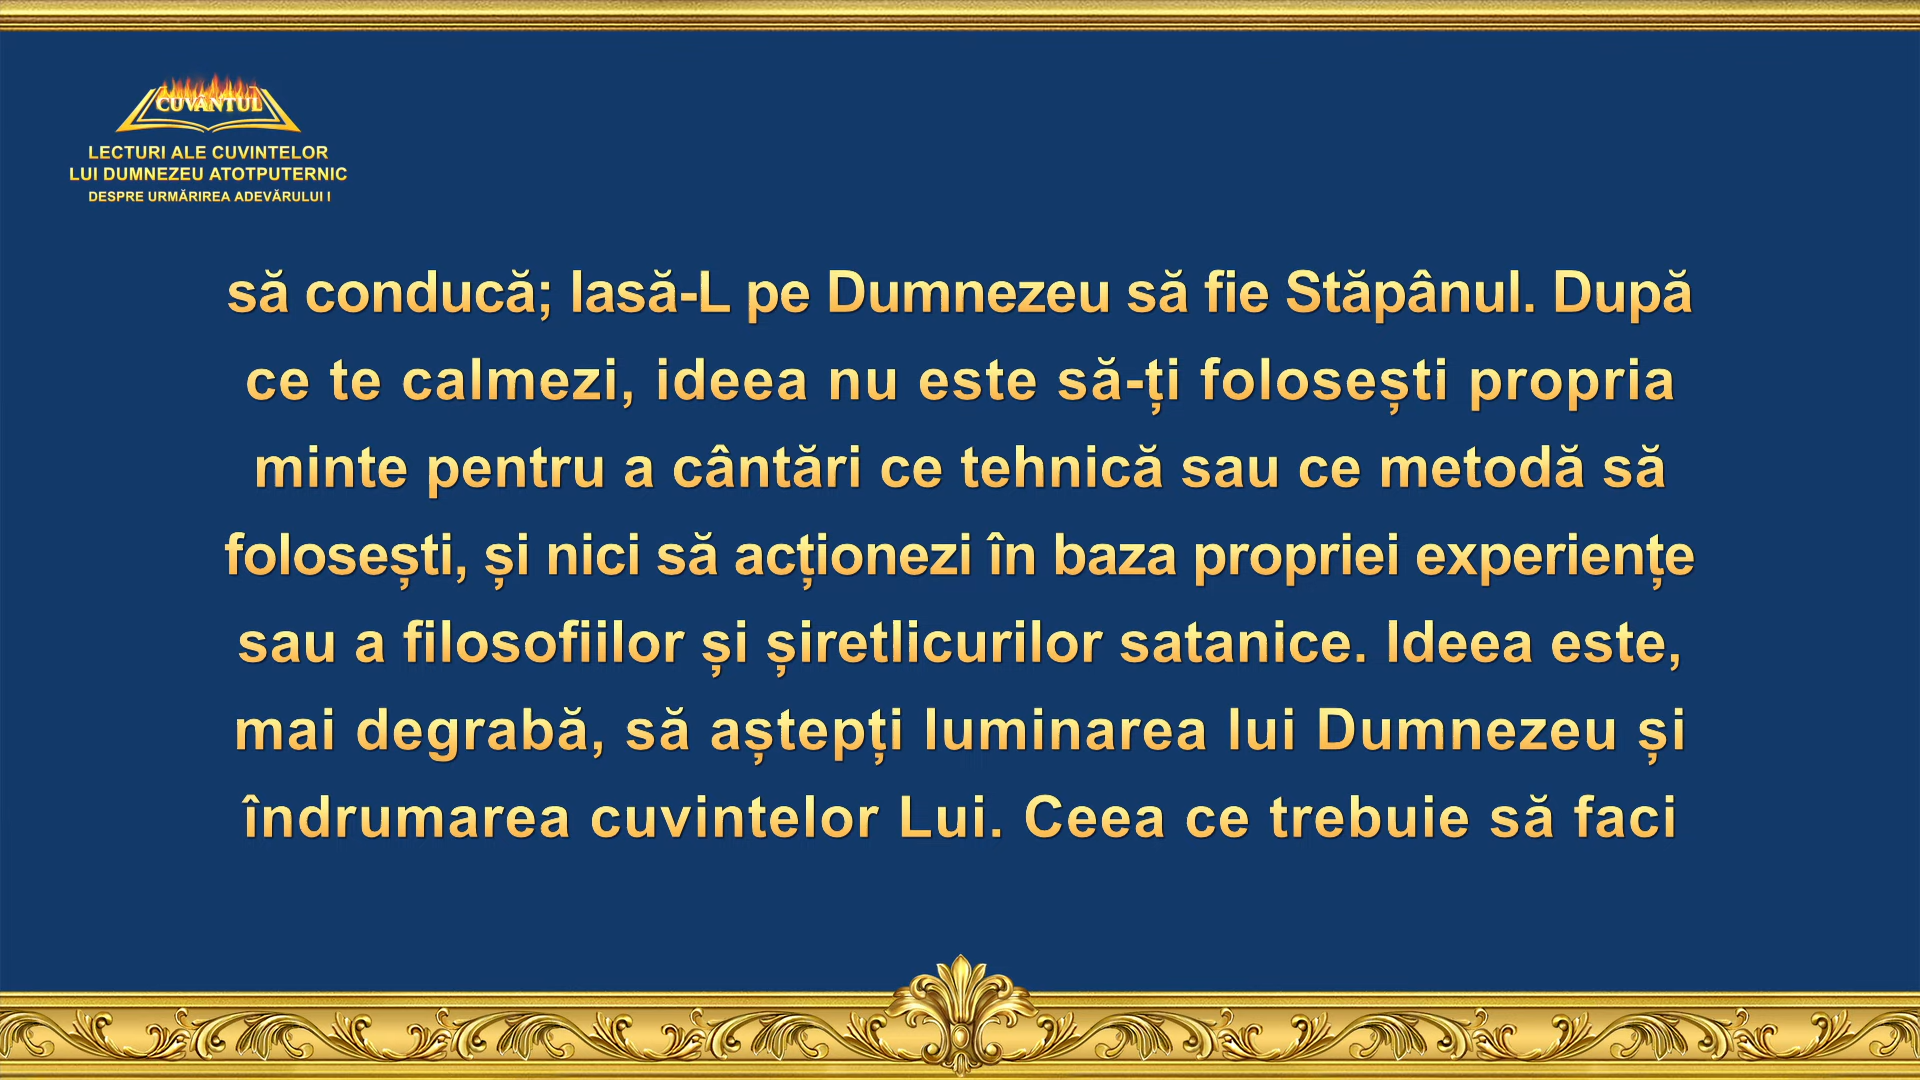 CUVÂNTUL
LECTURI ALE CUVINTELOR
LUI DUMNEZEU ATOTPUTERNIC
DESPRE URMĂRIREA ADEVĂRULUI I
să conducă; lasă-L pe Dumnezeu să fie Stăpânul. După
ce te calmezi, ideea nu este să-ți folosești propria
minte pentru a cântări ce tehnică sau ce metodă să
folosești, și nici să acționezi în baza propriei experiențe
sau a filosofiilor și șiretlicurilor satanice. Ideea este,
mai degrabă, să aștepți luminarea lui Dumnezeu și
îndrumarea cuvintelor Lui. Ceea ce trebuie să faci